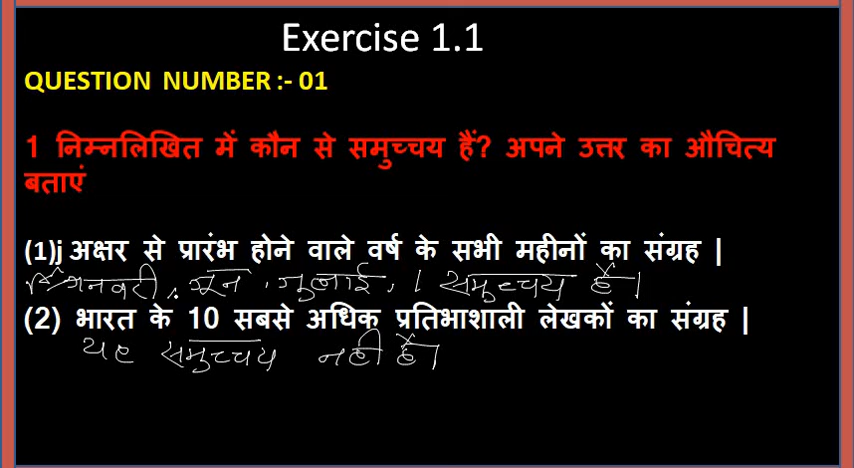 Exercise 1.1
QUESTION NUMBER :- 01
1 निम्नलिखित में कौन से समुच्चय हैं? अपने उत्तर का औचित्य
बताएं
(1)j अक्षर से प्रारंभ होने वाले वर्ष के सभी महीनों का संग्रह |
जनवरी, जून, जुलाई, । समुच्चय है।
(2) भारत के 10 सबसे अधिक प्रतिभाशाली लेखकों का संग्रह |
यह समुच्चय नही है।